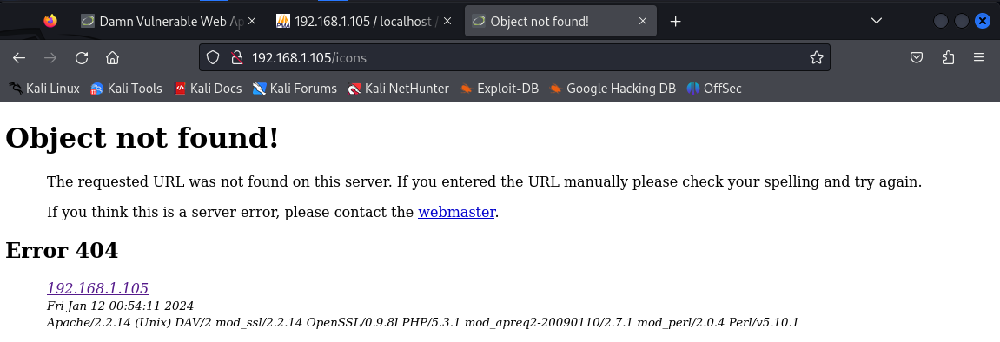 Damn Vulnerable Web Ap
192.168.1.105 / localhost /
Object not found!
192.168.1.105/icons
Kali Linux
Kali Tools
Kali Docs
Kali Forums
Kali NetHunter
Exploit-DB
Google Hacking DB
OffSec
Object not found!
The requested URL was not found on this server. If you entered the URL manually please check your spelling and try again.
If you think this is a server error, please contact the webmaster.
Error 404
192.168.1.105
Fri Jan 12 00:54:11 2024
Apache/2.2.14 (Unix) DAV/2 mod_ssl/2.2.14 OpenSSL/0.9.8l PHP/5.3.1 mod_apreq2-20090110/2.7.1 mod_perl/2.0.4 Perl/v5.10.1